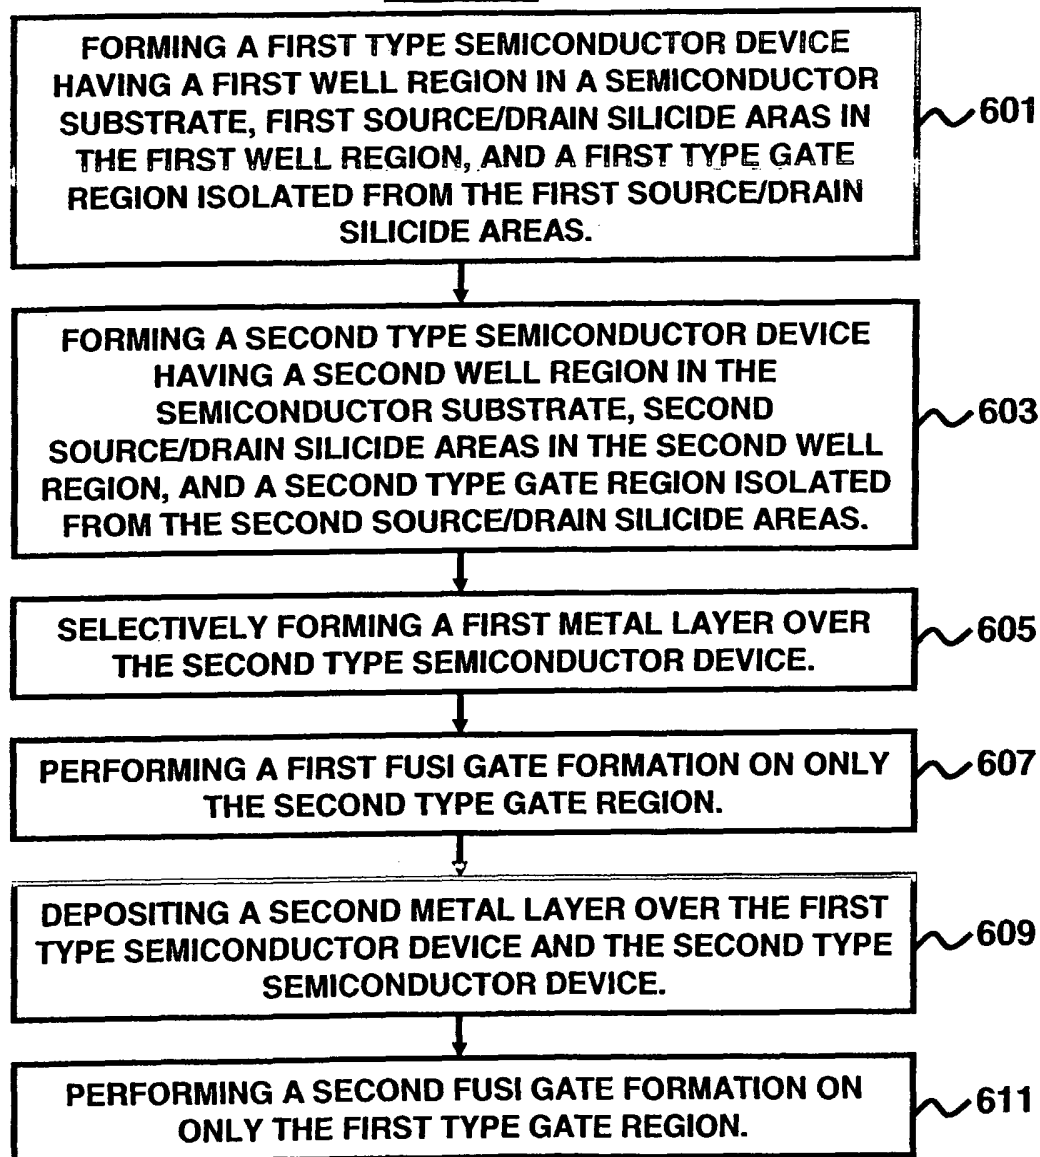 FORMING A FIRST TYPE SEMICONDUCTOR DEVICE
HAVING A FIRST WELL REGION IN A SEMICONDUCTOR
SUBSTRATE, FIRST SOURCE/DRAIN SILICIDE ARAS IN
THE FIRST WELL REGION, AND A FIRST TYPE GATE
REGION ISOLATED FROM THE FIRST SOURCE/DRAIN
SILICIDE AREAS.
601
FORMING A SECOND TYPE SEMICONDUCTOR DEVICE
HAVING A SECOND WELL REGION IN THE
SEMICONDUCTOR SUBSTRATE, SECOND
SOURCE/DRAIN SILICIDE AREAS IN THE SECOND WELL
REGION, AND A SECOND TYPE GATE REGION ISOLATED
FROM THE SECOND SOURCE/DRAIN SILICIDE AREAS.
603
SELECTIVELY FORMING A FIRST METAL LAYER OVER
THE SECOND TYPE SEMICONDUCTOR DEVICE.
605
PERFORMING A FIRST FUSI GATE FORMATION ON ONLY
THE SECOND TYPE GATE REGION.
607
DEPOSITING A SECOND METAL LAYER OVER THE FIRST
TYPE SEMICONDUCTOR DEVICE AND THE SECOND TYPE
SEMICONDUCTOR DEVICE.
609
PERFORMING A SECOND FUSI GATE FORMATION ON
ONLY THE FIRST TYPE GATE REGION.
611